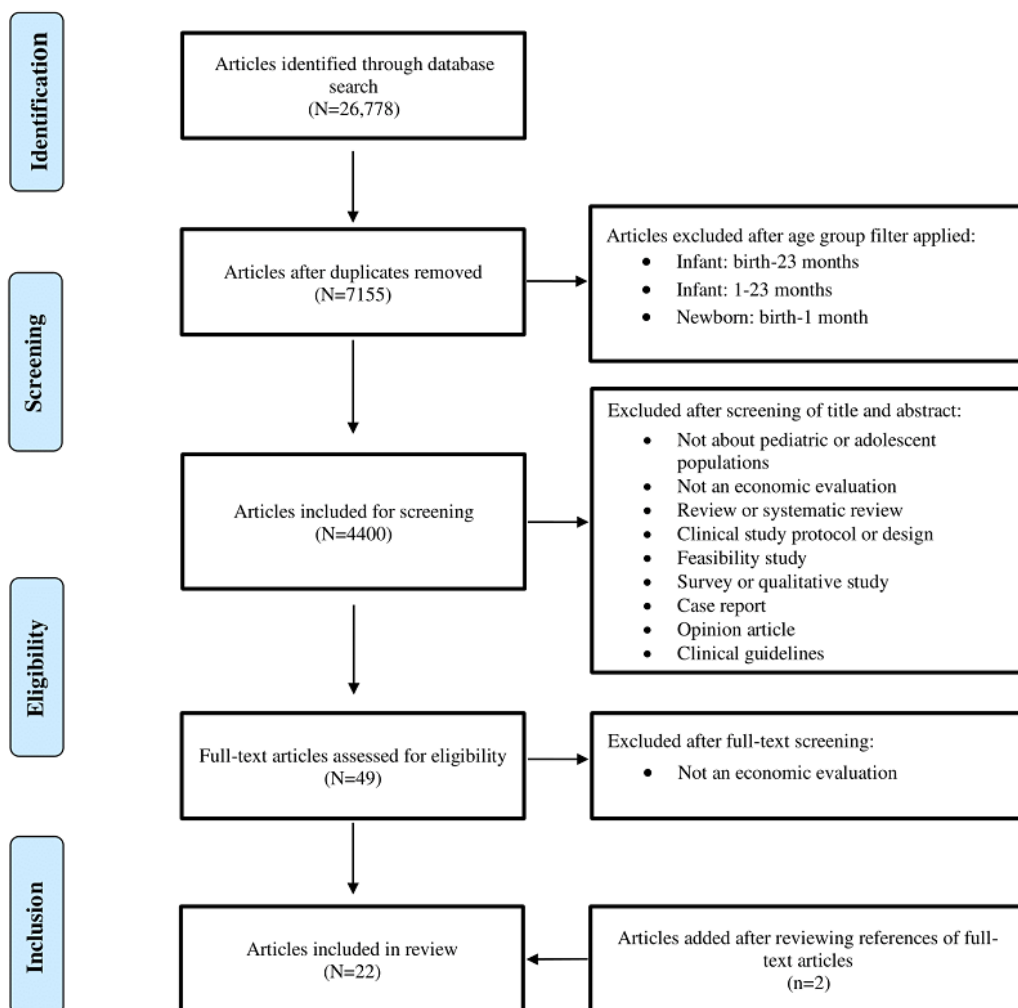 Identification
Articles identified through database
search
(N=26,778)
Articles after duplicates removed
(N=7155)
Articles excluded after age group filter applied:
• Infant: birth-23 months
• Infant: 1-23 months
• Newborn: birth-1 month
Screening
Articles included for screening
(N=4400)
Excluded after screening of title and abstract:
• Not about pediatric or adolescent
populations
• Not an economic evaluation
• Review or systematic review
• Clinical study protocol or design
• Feasibility study
• Survey or qualitative study
• Case report
• Opinion article
• Clinical guidelines
Eligibility
Full-text articles assessed for eligibility
(N=49)
Excluded after full-text screening:
• Not an economic evaluation
Inclusion
Articles included in review
(N=22)
Articles added after reviewing references of full-
text articles
(n=2)